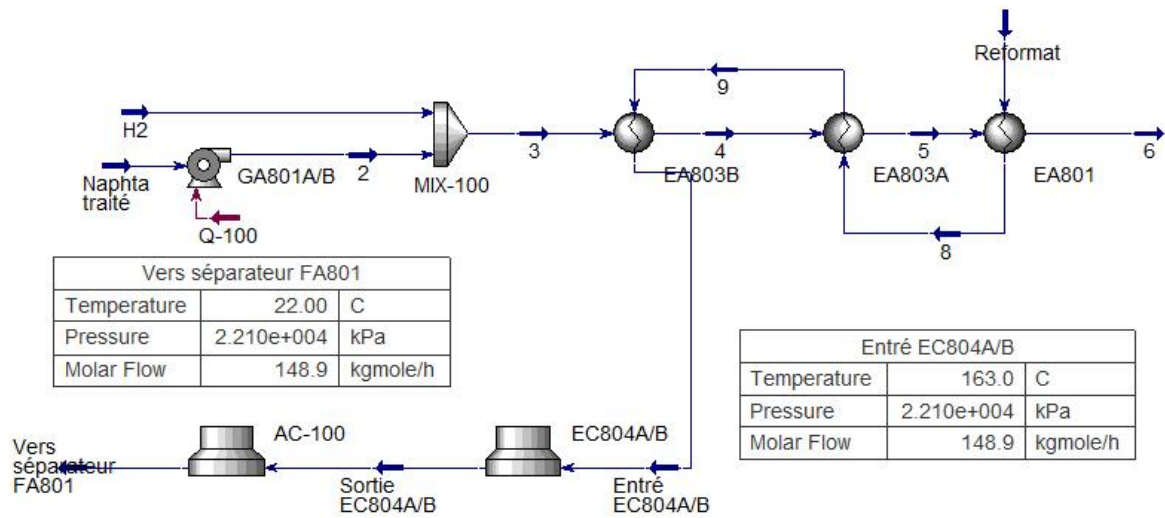 Reformat
9
H2
3
4
5
6
2
GA801A/B
MIX-100
EA803B
EA803A
EA801
Naphta
traité
Q-100
8
Vers séparateur FA801
Temperature 22.00 C
Pressure 2.210e+004 kPa
Molar Flow 148.9 kgmole/h
Entré EC804A/B
Temperature 163.0 C
Pressure 2.210e+004 kPa
Molar Flow 148.9 kgmole/h
AC-100
EC804A/B
Vers
séparateur
FA801
Sortie
EC804A/B
Entré
EC804A/B